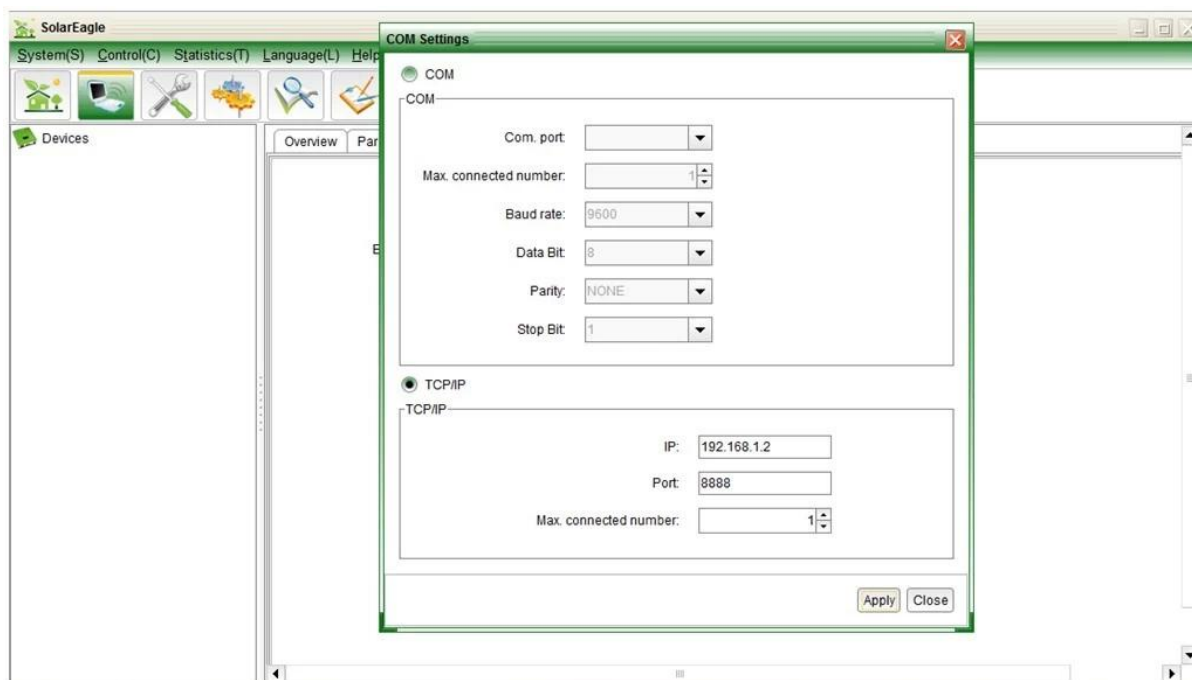 SolarEagle
System(S) Control(C) Statistics(T) Language(L) Help
Devices
Overview
COM Settings
COM
COM
Com. port:
Max. connected number: 1
Baud rate: 9600
Data Bit: 8
Parity: NONE
Stop Bit: 1
TCP/IP
TCP/IP
IP: 192.168.1.2
Port: 8888
Max. connected number: 1
Apply Close